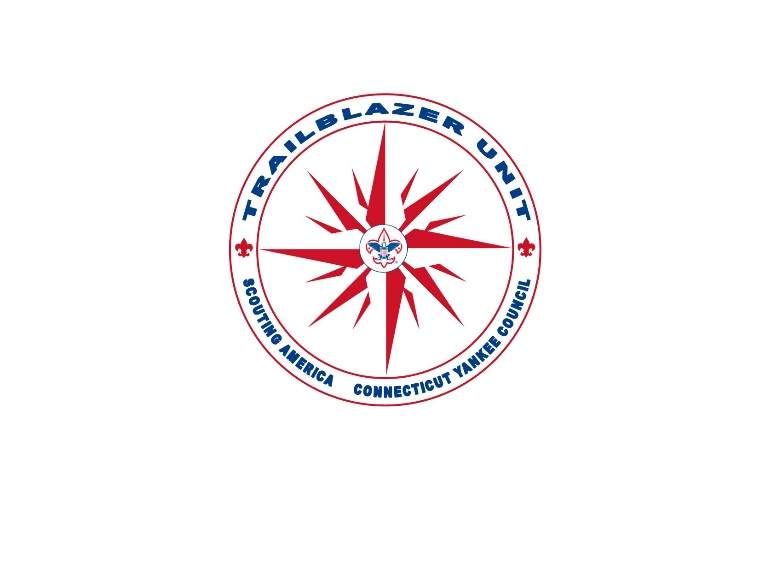 TRAILBLAZER UNIT
SCOUTING AMERICA
CONNECTICUT YANKEE COUNCIL